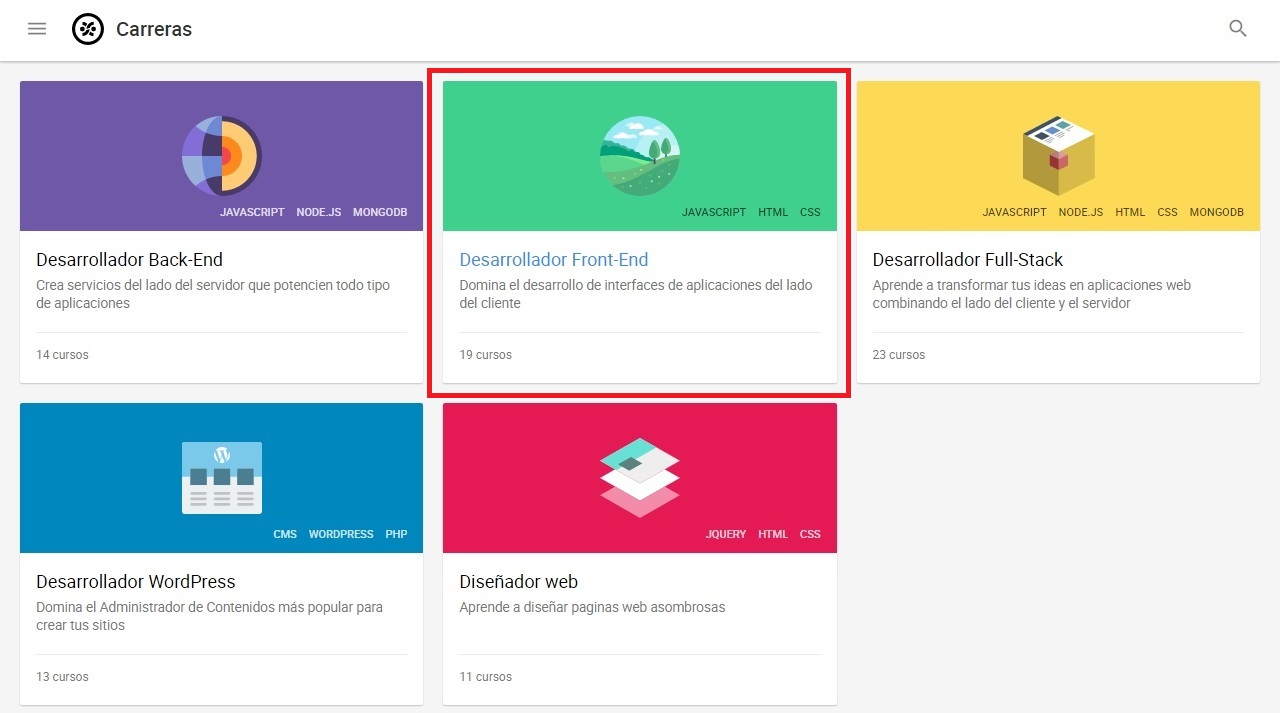 Carreras
JAVASCRIPT NODE.JS MONGODB
Desarrollador Back-End
Crea servicios del lado del servidor que potencien todo tipo
de aplicaciones
14 cursos
JAVASCRIPT HTML CSS
Desarrollador Front-End
Domina el desarrollo de interfaces de aplicaciones del lado
del cliente
19 cursos
JAVASCRIPT NODE.JS HTML CSS MONGODB
Desarrollador Full-Stack
Aprende a transformar tus ideas en aplicaciones web
combinando el lado del cliente y el servidor
23 cursos
CMS WORDPRESS PHP
Desarrollador WordPress
Domina el Administrador de Contenidos más popular para
crear tus sitios
13 cursos
JQUERY HTML CSS
Diseñador web
Aprende a diseñar paginas web asombrosas
11 cursos